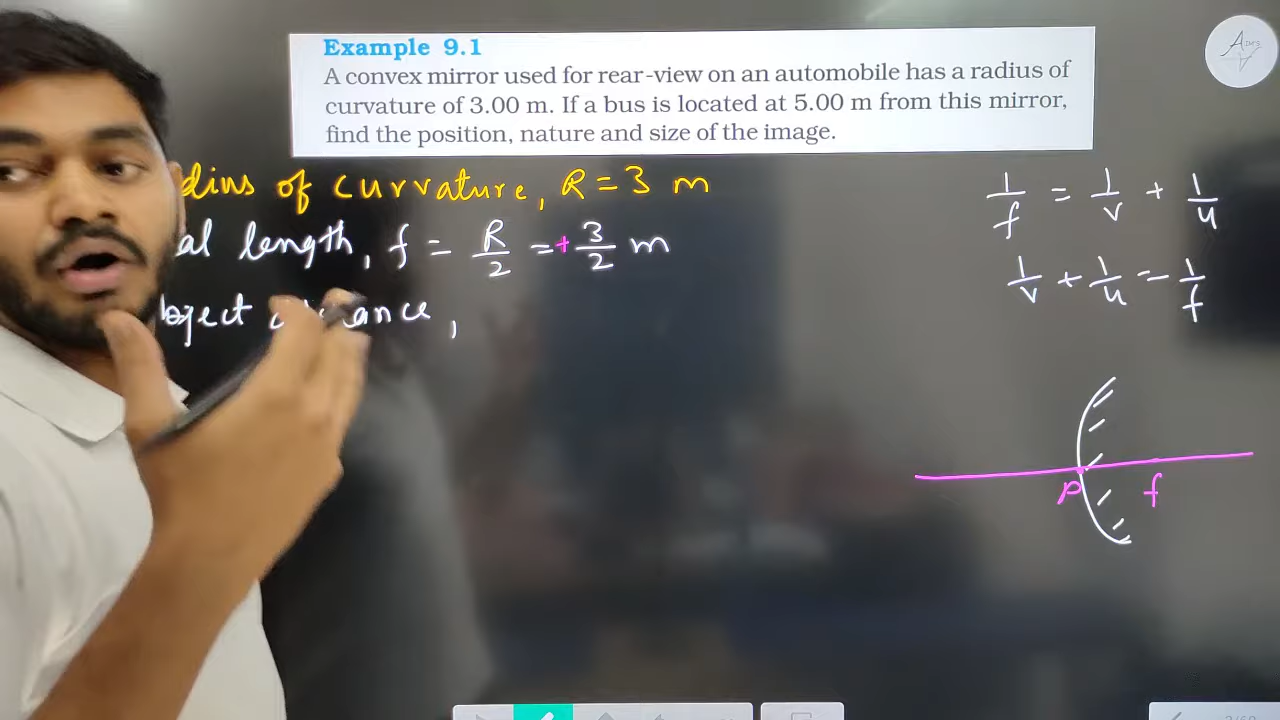 Example 9.1
A convex mirror used for rear-view on an automobile has a radius of
curvature of 3.00 m. If a bus is located at 5.00 m from this mirror,
find the position, nature and size of the image.
dius of curvature, R = 3 m
al length, f = R/2 = + 3/2 m
bject distance,
1/f = 1/v + 1/u
1/v + 1/u = 1/f
P f